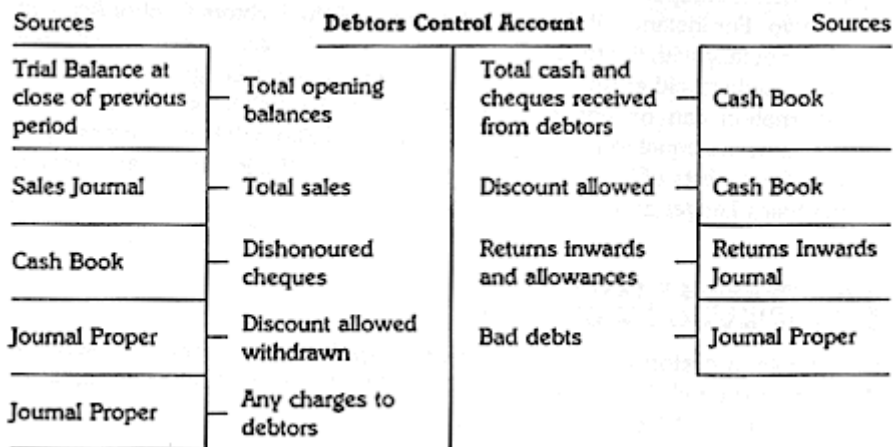 Sources
Debtors Control Account
Sources
Trial Balance at
close of previous
period
Total opening
balances
Total cash and
cheques received
from debtors
Cash Book
Sales Journal
Total sales
Discount allowed
Cash Book
Cash Book
Dishonoured
cheques
Returns inwards
and allowances
Returns Inwards
Journal
Journal Proper
Discount allowed
withdrawn
Bad debts
Journal Proper
Journal Proper
Any charges to
debtors